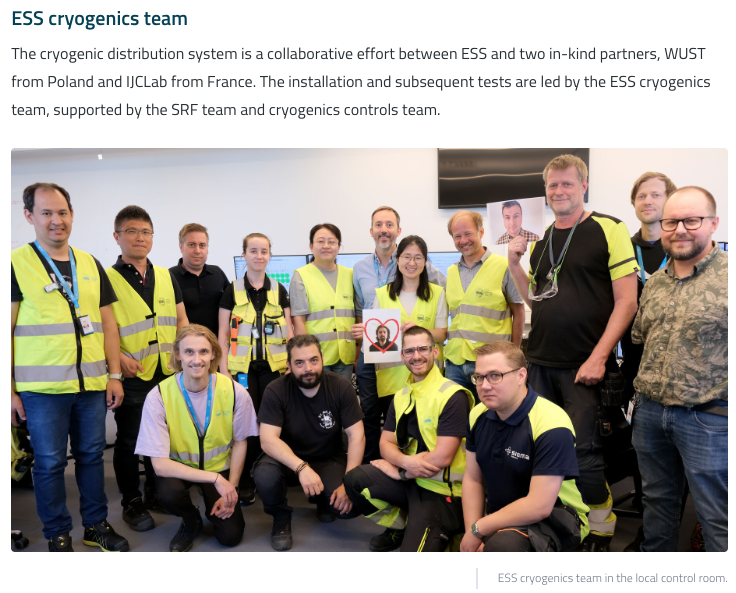 ESS cryogenics team
The cryogenic distribution system is a collaborative effort between ESS and two in-kind partners, WUST
from Poland and IJCLab from France. The installation and subsequent tests are led by the ESS cryogenics
team, supported by the SRF team and cryogenics controls team.
ESS cryogenics team in the local control room.